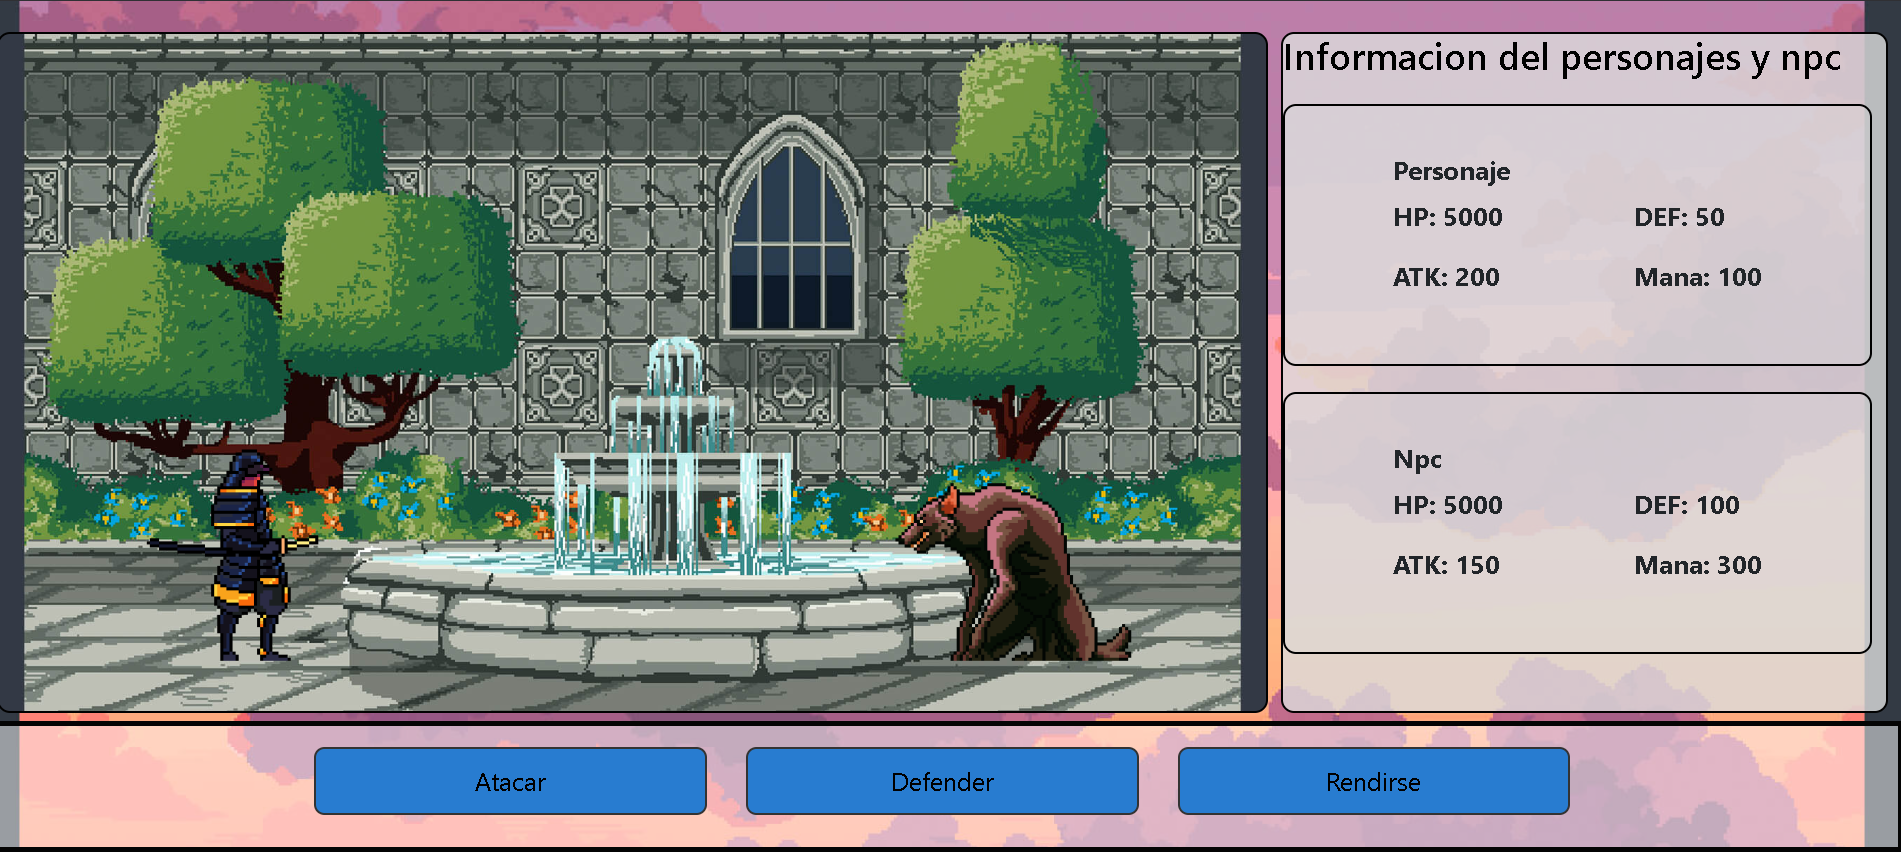 Informacion del personajes y npc
Personaje
HP: 5000 DEF: 50
ATK: 200 Mana: 100
Npc
HP: 5000 DEF: 100
ATK: 150 Mana: 300
Atacar Defender Rendirse